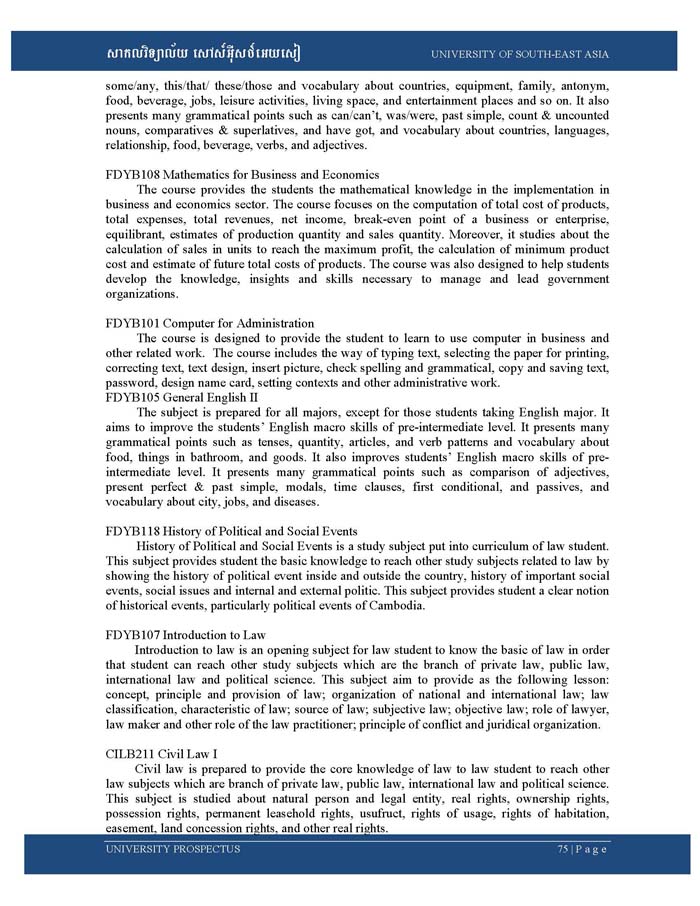 សាកលវិទ្យាល័យ សៅស៍អ៊ីសថ៍អេយសៀ UNIVERSITY OF SOUTH-EAST ASIA
some/any, this/that/ these/those and vocabulary about countries, equipment, family, antonym,
food, beverage, jobs, leisure activities, living space, and entertainment places and so on. It also
presents many grammatical points such as can/can’t, was/were, past simple, count & uncounted
nouns, comparatives & superlatives, and have got, and vocabulary about countries, languages,
relationship, food, beverage, verbs, and adjectives.
FDYB108 Mathematics for Business and Economics
The course provides the students the mathematical knowledge in the implementation in
business and economics sector. The course focuses on the computation of total cost of products,
total expenses, total revenues, net income, break-even point of a business or enterprise,
equilibrant, estimates of production quantity and sales quantity. Moreover, it studies about the
calculation of sales in units to reach the maximum profit, the calculation of minimum product
cost and estimate of future total costs of products. The course was also designed to help students
develop the knowledge, insights and skills necessary to manage and lead government
organizations.
FDYB101 Computer for Administration
The course is designed to provide the student to learn to use computer in business and
other related work. The course includes the way of typing text, selecting the paper for printing,
correcting text, text design, insert picture, check spelling and grammatical, copy and saving text,
password, design name card, setting contexts and other administrative work.
FDYB105 General English II
The subject is prepared for all majors, except for those students taking English major. It
aims to improve the students’ English macro skills of pre-intermediate level. It presents many
grammatical points such as tenses, quantity, articles, and verb patterns and vocabulary about
food, things in bathroom, and goods. It also improves students’ English macro skills of pre-
intermediate level. It presents many grammatical points such as comparison of adjectives,
present perfect & past simple, modals, time clauses, first conditional, and passives, and
vocabulary about city, jobs, and diseases.
FDYB118 History of Political and Social Events
History of Political and Social Events is a study subject put into curriculum of law student.
This subject provides student the basic knowledge to reach other study subjects related to law by
showing the history of political event inside and outside the country, history of important social
events, social issues and internal and external politic. This subject provides student a clear notion
of historical events, particularly political events of Cambodia.
FDYB107 Introduction to Law
Introduction to law is an opening subject for law student to know the basic of law in order
that student can reach other study subjects which are the branch of private law, public law,
international law and political science. This subject aim to provide as the following lesson:
concept, principle and provision of law; organization of national and international law; law
classification, characteristic of law; source of law; subjective law; objective law; role of lawyer,
law maker and other role of the law practitioner; principle of conflict and juridical organization.
CILB211 Civil Law I
Civil law is prepared to provide the core knowledge of law to law student to reach other
law subjects which are branch of private law, public law, international law and political science.
This subject is studied about natural person and legal entity, real rights, ownership rights,
possession rights, permanent leasehold rights, usufruct, rights of usage, rights of habitation,
easement, land concession rights, and other real rights.
UNIVERSITY PROSPECTUS 75 | P a g e